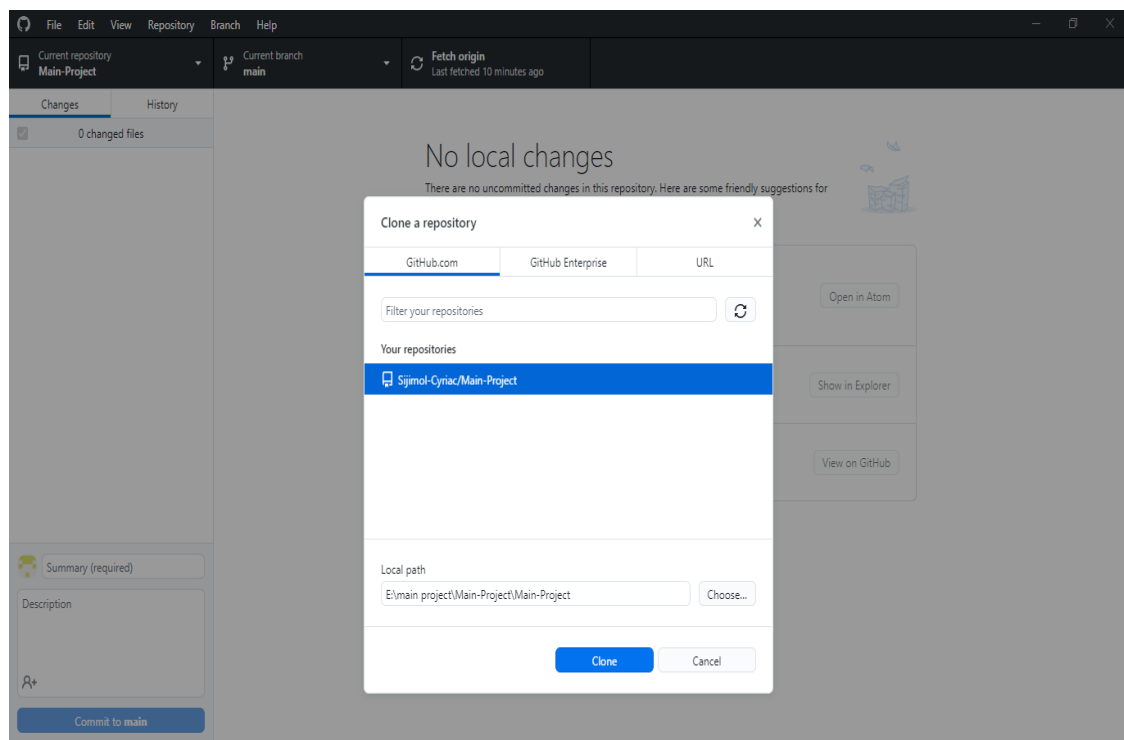 File Edit View Repository Branch Help
Current repository
Main-Project
Current branch
main
Fetch origin
Last fetched 10 minutes ago
Changes History
0 changed files
No local changes
There are no uncommitted changes in this repository. Here are some friendly suggestions for
Clone a repository
GitHub.com GitHub Enterprise URL
Filter your repositories
Your repositories
Sijimol-Cyriac/Main-Project
Open in Atom
Show in Explorer
View on GitHub
Local path
E:\main project\Main-Project\Main-Project
Choose...
Clone Cancel
Summary (required)
Description
Commit to main